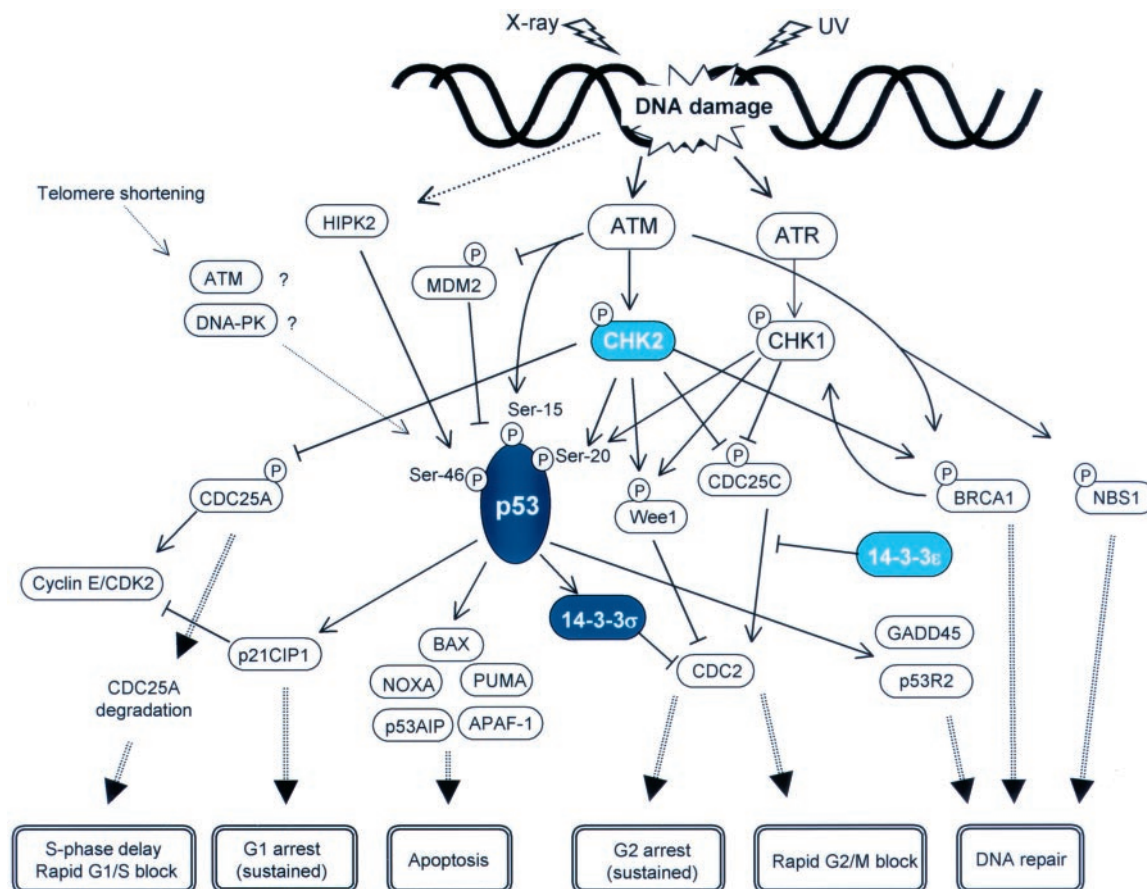 X-ray
UV
DNA damage
Telomere shortening
HIPK2
ATM
ATR
P
ATM
?
MDM2
DNA-PK
?
P
CHK2
P
CHK1
Ser-15
P
Ser-20
P
Ser-46
P
p53
P
CDC25A
P
CDC25C
P
Wee1
P
BRCA1
P
NBS1
14-3-3ε
Cyclin E/CDK2
14-3-3σ
p21CIP1
BAX
GADD45
NOXA
PUMA
CDC2
p53R2
CDC25A
degradation
p53AIP
APAF-1
S-phase delay
Rapid G1/S block
G1 arrest
(sustained)
Apoptosis
G2 arrest
(sustained)
Rapid G2/M block
DNA repair